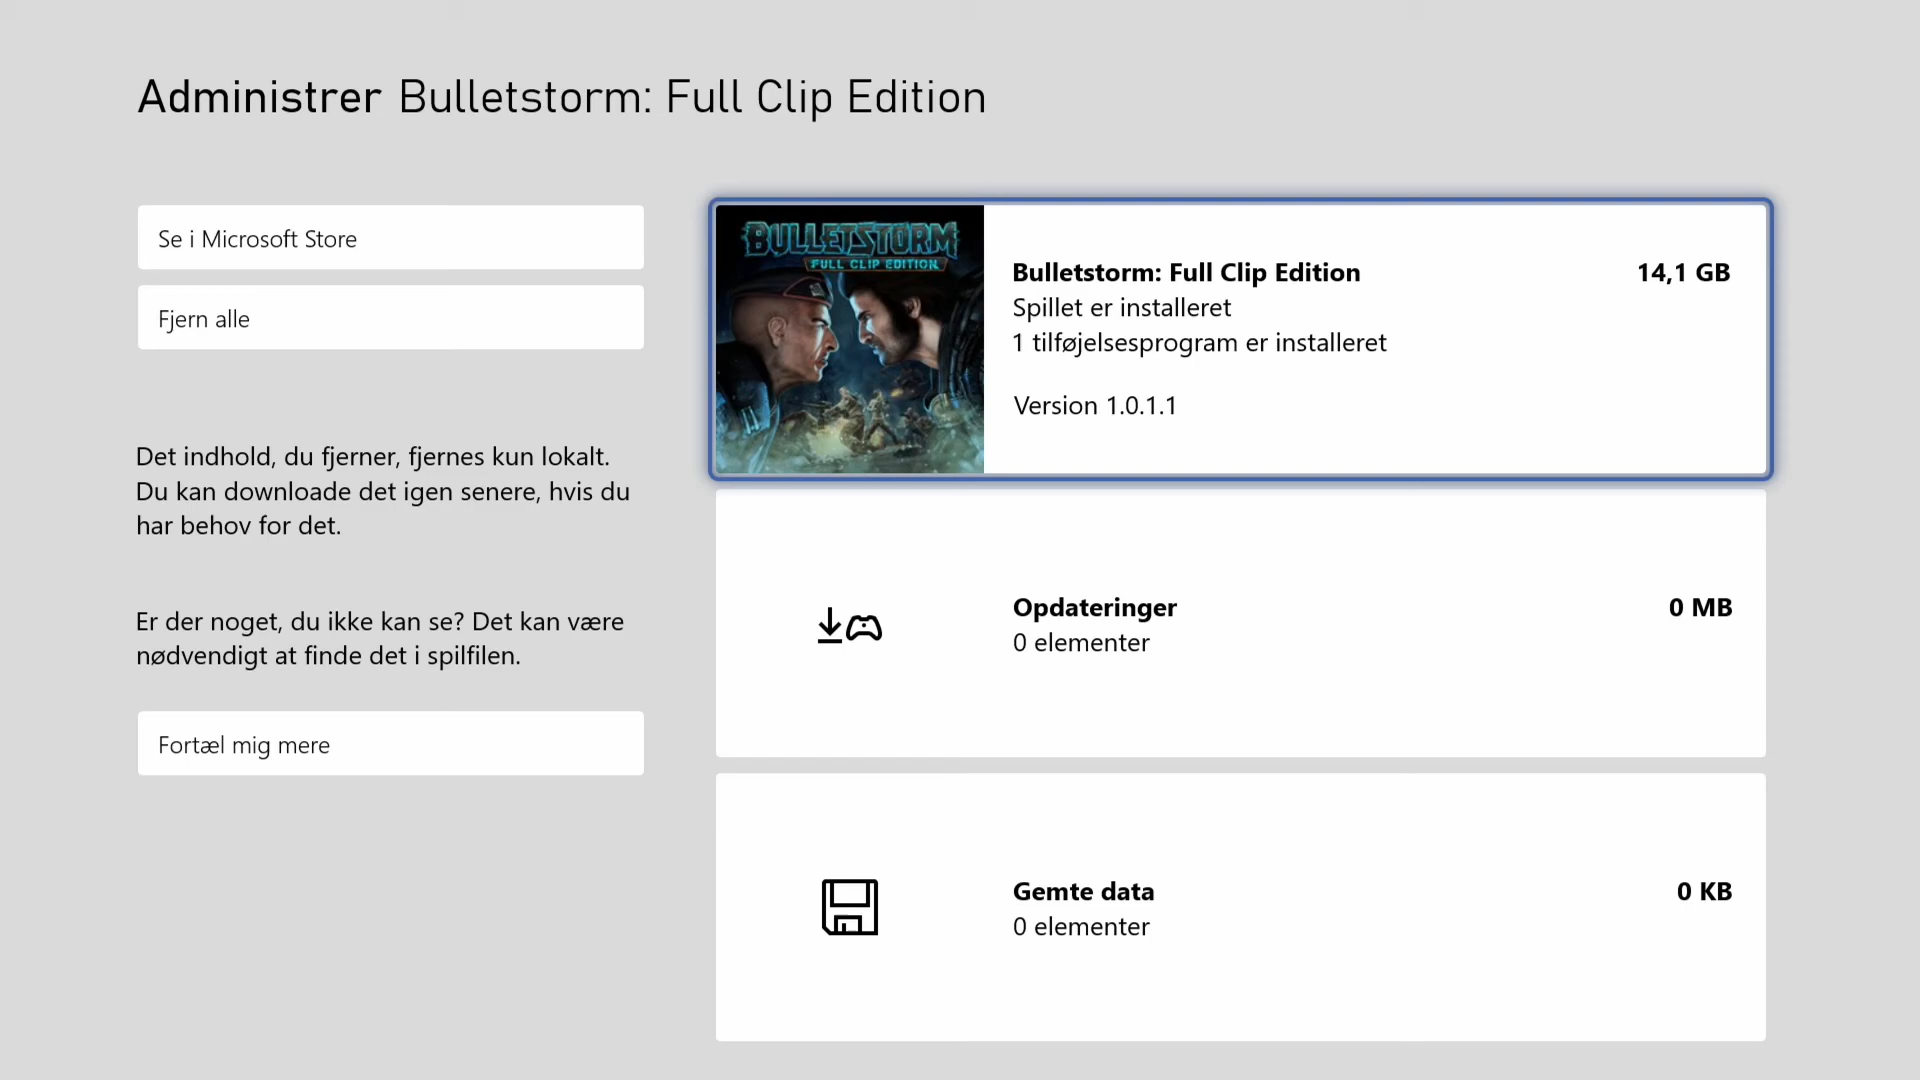 Administrer Bulletstorm: Full Clip Edition
Se i Microsoft Store
Fjern alle
Det indhold, du fjerner, fjernes kun lokalt.
Du kan downloade det igen senere, hvis du
har behov for det.
Er der noget, du ikke kan se? Det kan være
nødvendigt at finde det i spilfilen.
Fortæl mig mere
BULLETSTORM
FULL CLIP EDITION
Bulletstorm: Full Clip Edition 14,1 GB
Spillet er installeret
1 tilføjelsesprogram er installeret
Version 1.0.1.1
Opdateringer 0 MB
0 elementer
Gemte data 0 KB
0 elementer